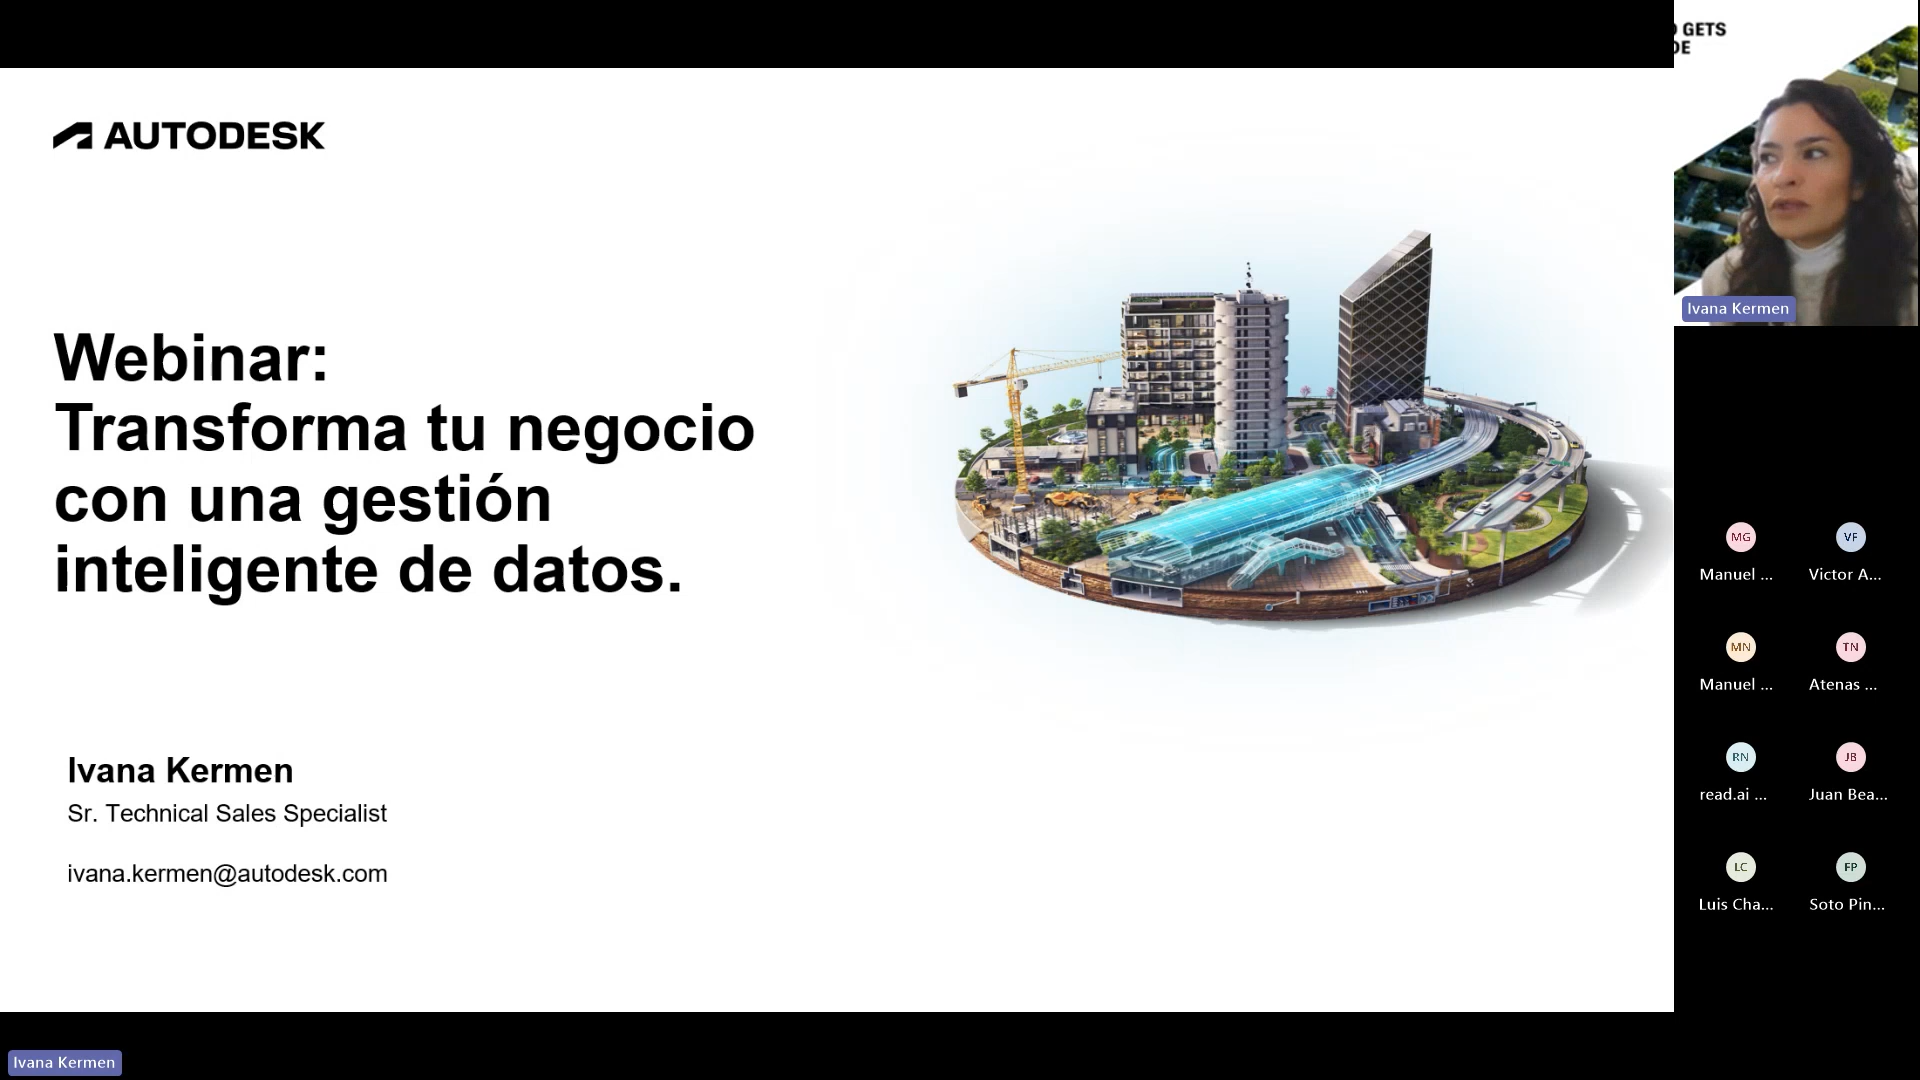 AUTODESK
Webinar:
Transforma tu negocio
con una gestión
inteligente de datos.
Ivana Kermen
Sr. Technical Sales Specialist
ivana.kermen@autodesk.com
GETS
Ivana Kermen
MG
VF
Manuel ...
Victor A...
MN
TN
Manuel ...
Atenas ...
RN
JB
read.ai ...
Juan Bea...
LC
FP
Luis Cha...
Soto Pin...
Ivana Kermen